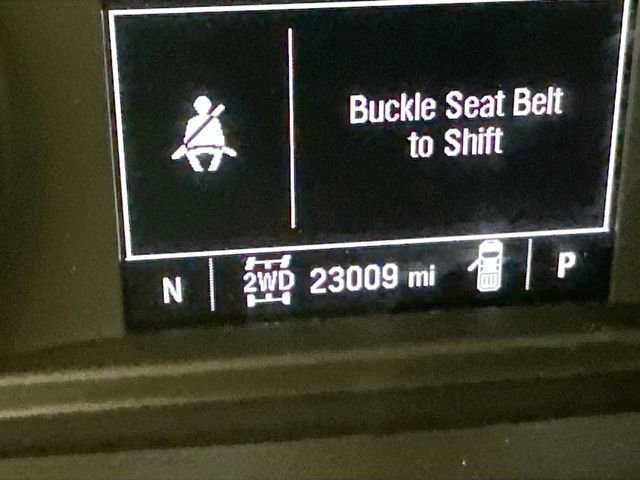 Buckle Seat Belt
to Shift
N 2WD 23009 mi P